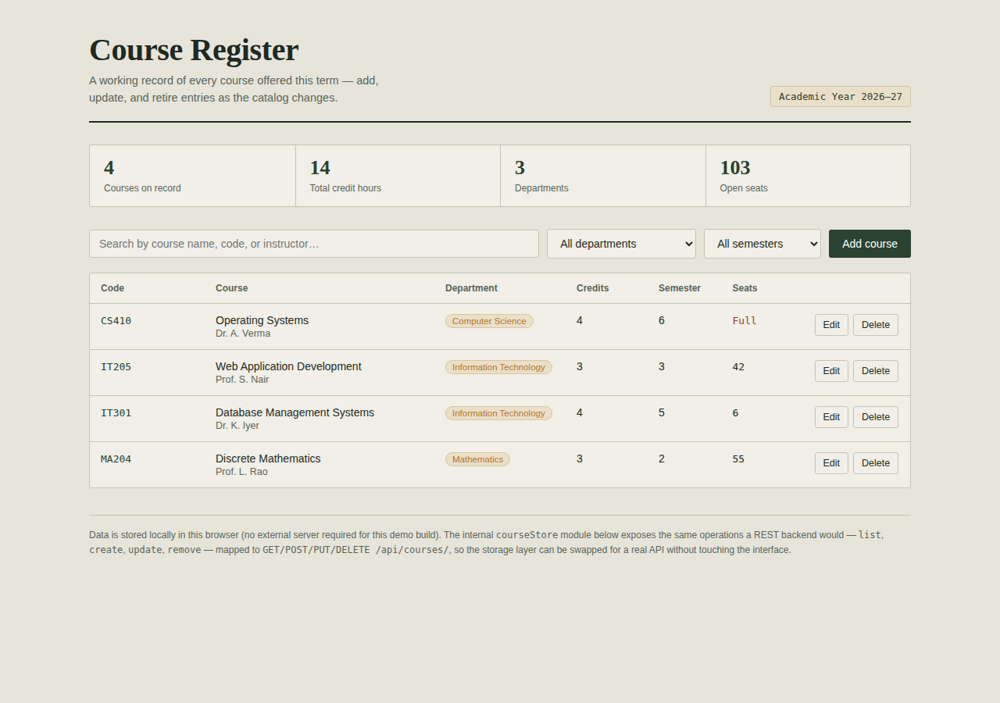 Course Register
A working record of every course offered this term — add,
update, and retire entries as the catalog changes.
Academic Year 2026–27
4 14 3 103
Courses on record Total credit hours Departments Open seats
Search by course name, code, or instructor… All departments All semesters Add course
Code Course Department Credits Semester Seats
CS410 Operating Systems Computer Science 4 6 Full Edit Delete
Dr. A. Verma
IT205 Web Application Development Information Technology 3 3 42 Edit Delete
Prof. S. Nair
IT301 Database Management Systems Information Technology 4 5 6 Edit Delete
Dr. K. Iyer
MA204 Discrete Mathematics Mathematics 3 2 55 Edit Delete
Prof. L. Rao
Data is stored locally in this browser (no external server required for this demo build). The internal courseStore module below exposes the same operations a REST backend would — list,
create, update, remove — mapped to GET/POST/PUT/DELETE /api/courses/, so the storage layer can be swapped for a real API without touching the interface.